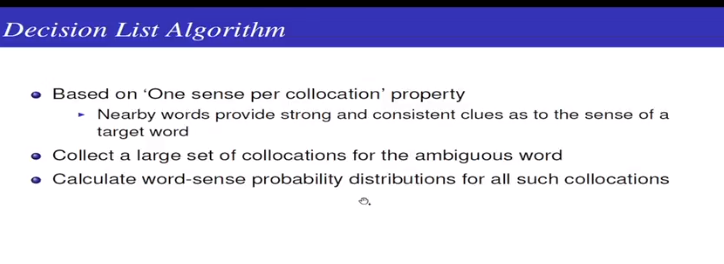 Decision List Algorithm
Based on ‘One sense per collocation’ property
Nearby words provide strong and consistent clues as to the sense of a
target word
Collect a large set of collocations for the ambiguous word
Calculate word-sense probability distributions for all such collocations